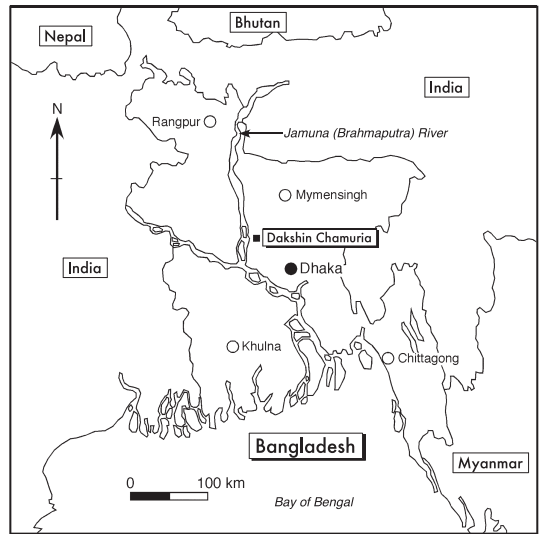 Nepal
Bhutan
India
N
Rangpur
Jamuna (Brahmaputra) River
Mymensingh
Dakshin Chamuria
India
Dhaka
Khulna
Chittagong
Bangladesh
Myanmar
0 100 km
Bay of Bengal